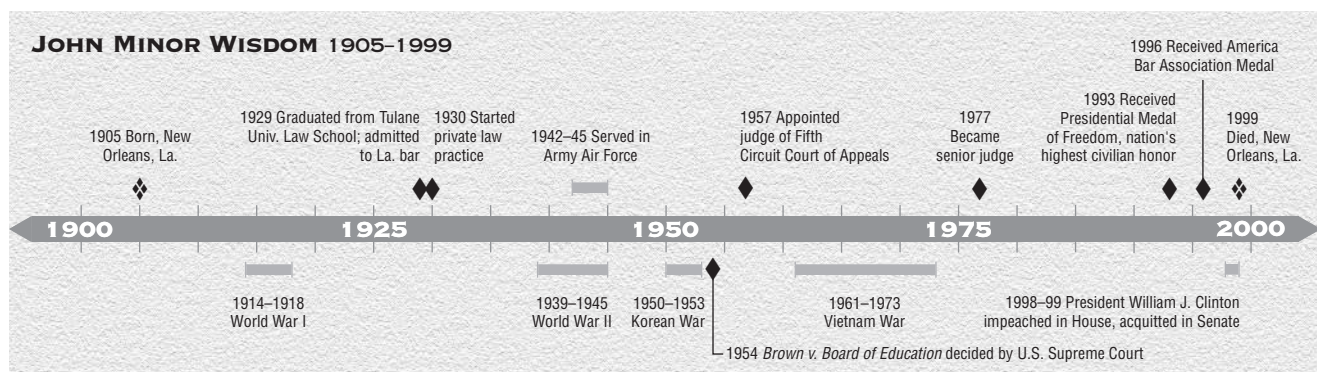 JOHN MINOR WISDOM 1905–1999
1996 Received America
Bar Association Medal
1905 Born, New
Orleans, La.
1929 Graduated from Tulane
Univ. Law School; admitted
to La. bar
1930 Started
private law
practice
1942–45 Served in
Army Air Force
1957 Appointed
judge of Fifth
Circuit Court of Appeals
1977
Became
senior judge
1993 Received
Presidential Medal
of Freedom, nation's
highest civilian honor
1999
Died, New
Orleans, La.
1900 1925 1950 1975 2000
1914–1918
World War I
1939–1945
World War II
1950–1953
Korean War
1961–1973
Vietnam War
1998–99 President William J. Clinton
impeached in House, acquitted in Senate
1954 Brown v. Board of Education decided by U.S. Supreme Court